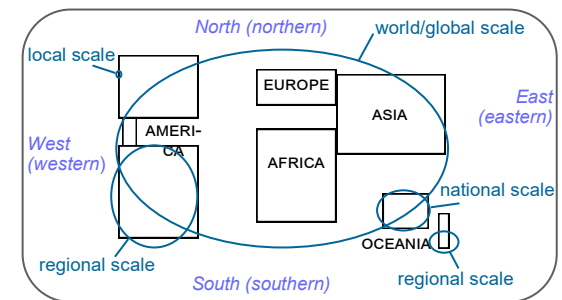 North (northern)
world/global scale
local scale
EUROPE
ASIA
East
(eastern)
AMERI-
CA
West
(western)
AFRICA
national scale
OCEANIA
regional scale
regional scale
South (southern)